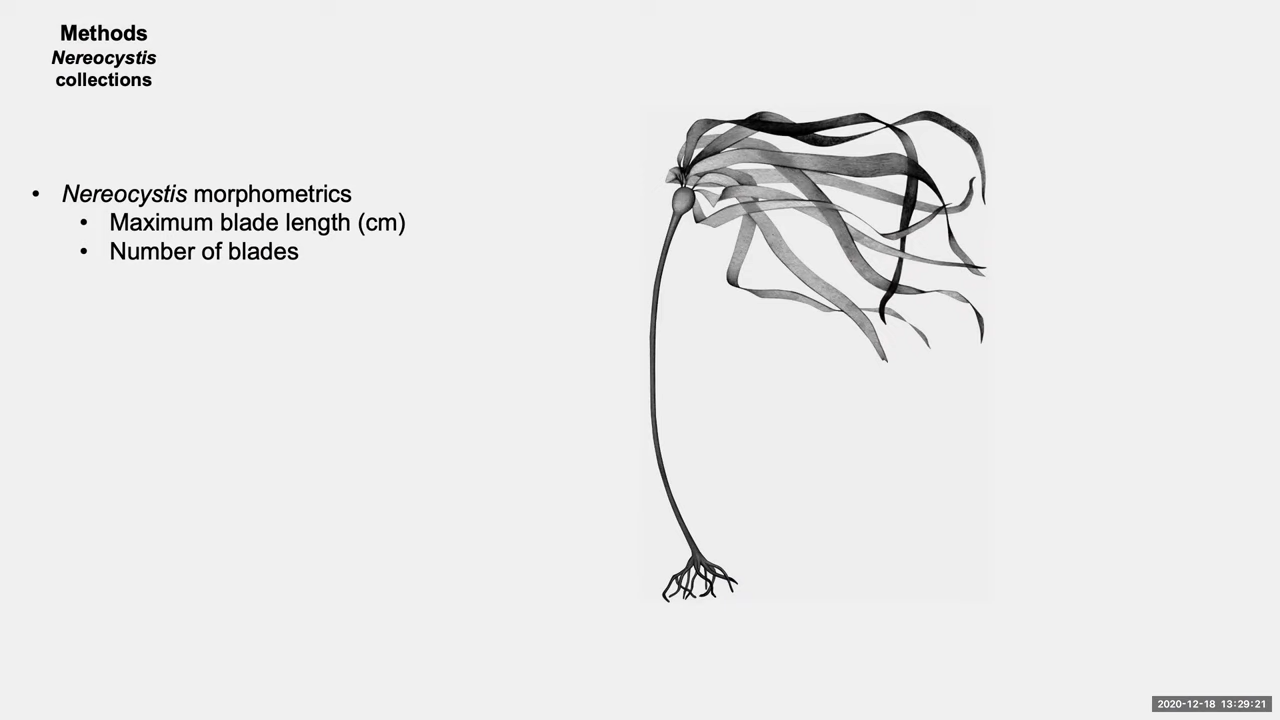 Methods
Nereocystis
collections
• Nereocystis morphometrics
• Maximum blade length (cm)
• Number of blades
2020-12-18 13:29:21